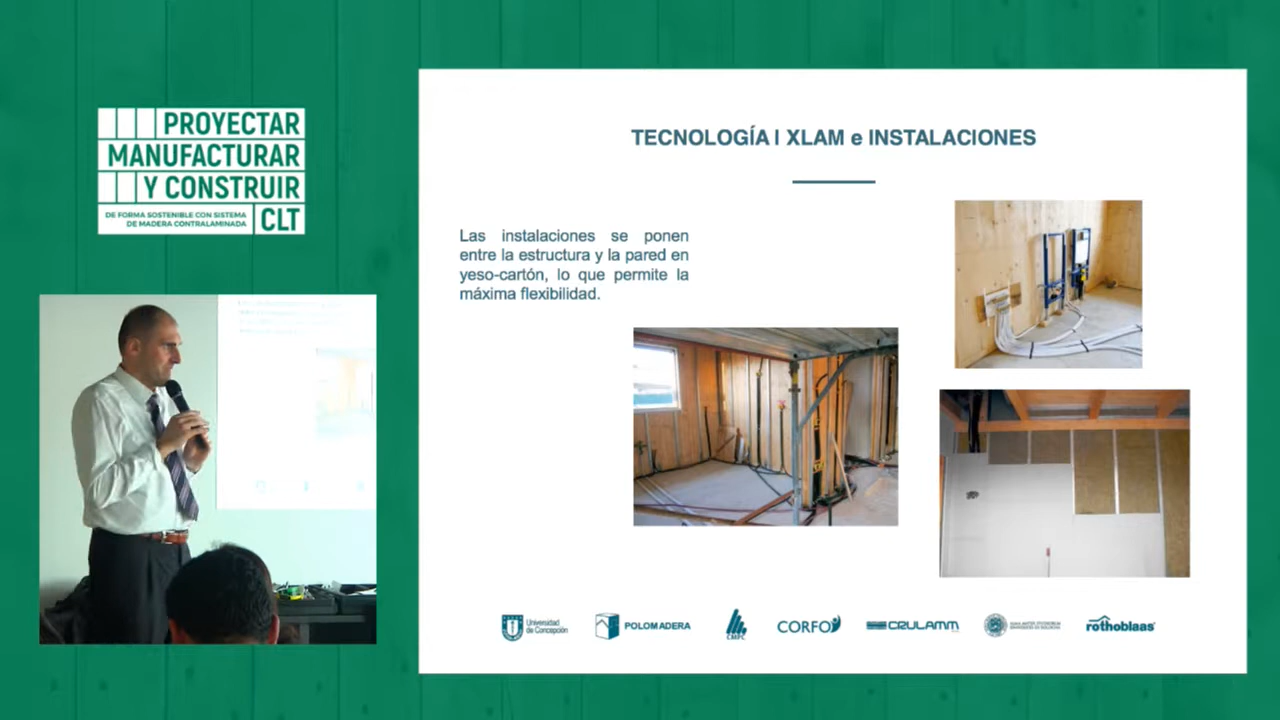 PROYECTAR
MANUFACTURAR
Y CONSTRUIR
DE FORMA SOSTENIBLE CON SISTEMA
DE MADERA CONTRALAMINADA
CLT
TECNOLOGÍA I XLAM e INSTALACIONES
Las instalaciones se ponen
entre la estructura y la pared en
yeso-cartón, lo que permite la
máxima flexibilidad.
Universidad
de Concepción
POLOMADERA
CMPC
CORFO
CRULAMM
rothoblaas